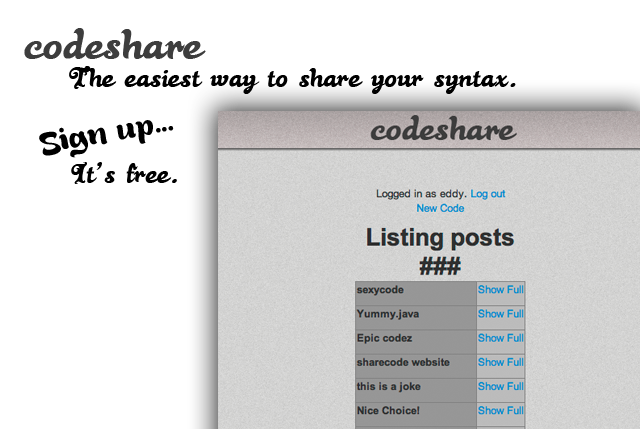 codeshare
The easiest way to share your syntax.
Sign up...
It's free.
codeshare
Logged in as eddy. Log out
New Code
Listing posts
###
sexycode Show Full
Yummy.java Show Full
Epic codez Show Full
sharecode website Show Full
this is a joke Show Full
Nice Choice! Show Full